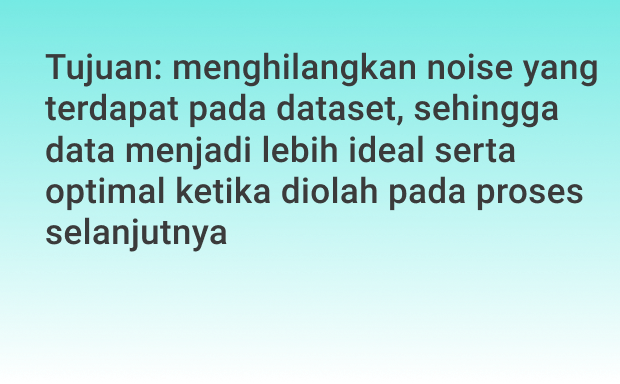 Tujuan: menghilangkan noise yang
terdapat pada dataset, sehingga
data menjadi lebih ideal serta
optimal ketika diolah pada proses
selanjutnya